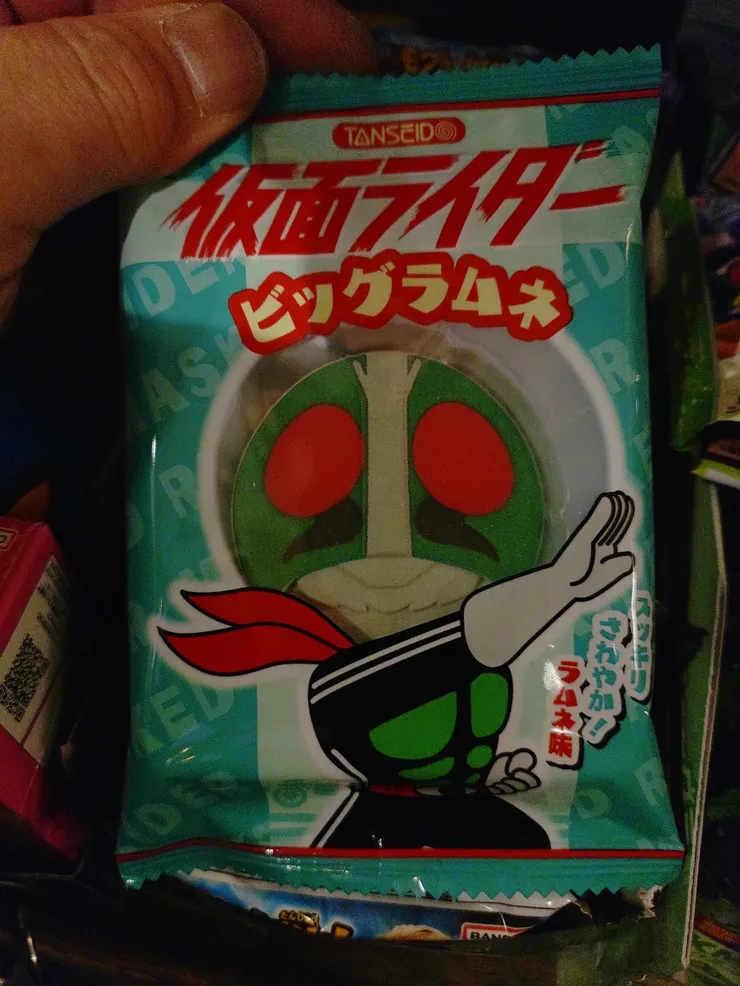 TANSEIDO
仮面ライダー
ビッグラムネ
スッキリ
さわやか!
ラムネ味